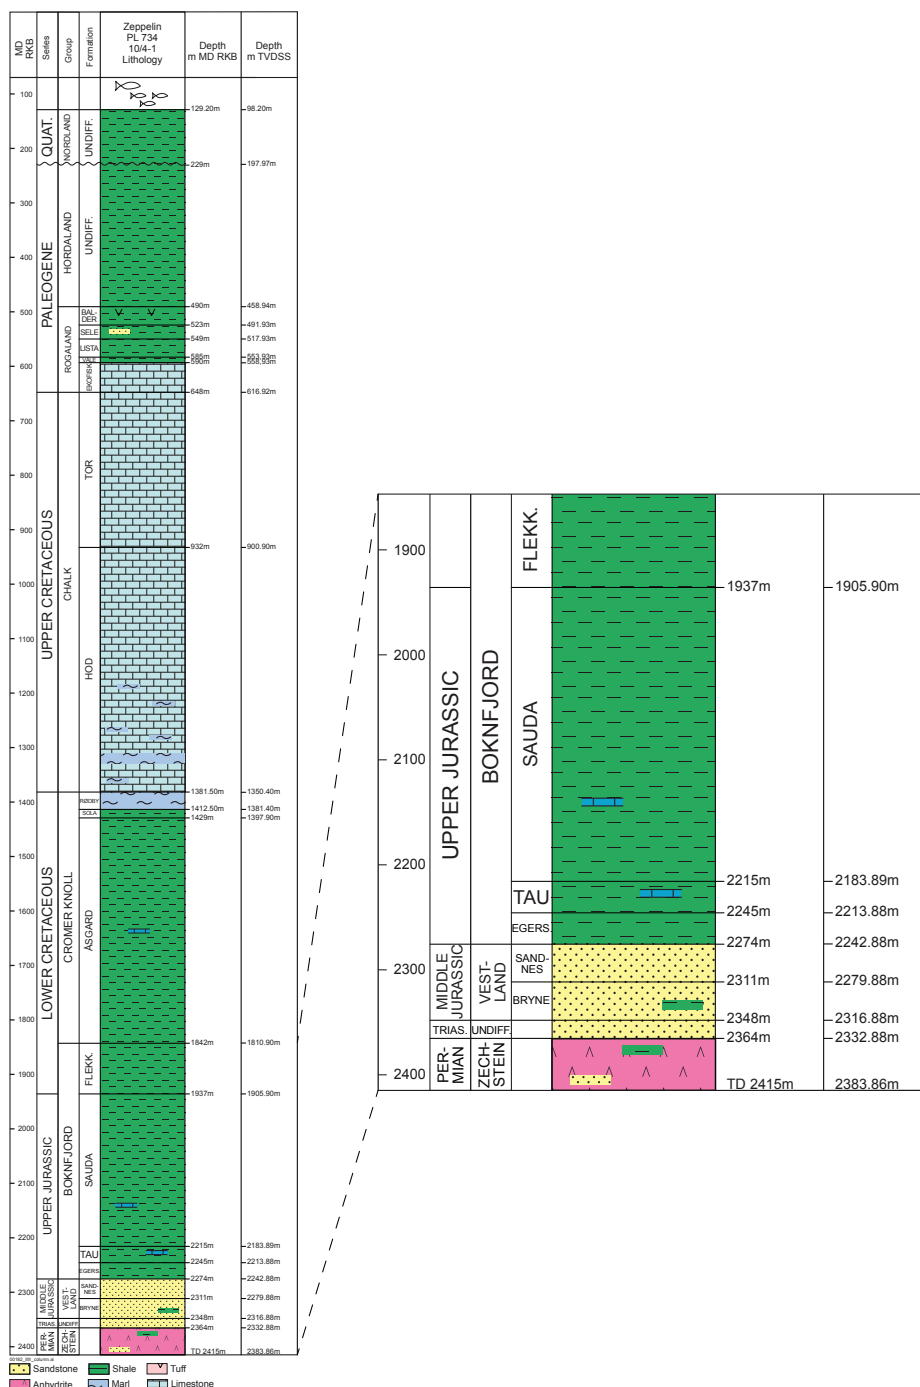 MD
RKB
Series
Group
Formation
Zeppelin
PL 734
10/4-1
Lithology
Depth
m MD RKB
Depth
m TVDSS
100
200
300
400
500
600
700
800
900
1000
1100
1200
1300
1400
1500
1600
1700
1800
1900
2000
2100
2200
2300
2400
QUAT.
PALEOGENE
UPPER CRETACEOUS
LOWER CRETACEOUS
UPPER JURASSIC
MIDDLE
JURASSIC
TRIAS.
PER-
MIAN
NORDLAND
HORDALAND
ROGALAND
CHALK
CROMER KNOLL
BOKNFJORD
VEST-
LAND
UNDIFF.
ZECH-
STEIN
UNDIFF.
UNDIFF.
BAL-
DER
SELE
LISTA
VÅLE
EKOFISK
TOR
HOD
RØDBY
SOLA
ÅSGARD
FLEKK.
SAUDA
TAU
EGERS.
SAND-
NES
BRYNE
129.20m 98.20m
229m 197.97m
490m 458.94m
523m 491.93m
549m 517.93m
585m 553.93m
590m 558.93m
648m 616.92m
932m 900.90m
1381.50m 1350.40m
1412.50m 1381.40m
1429m 1397.90m
1842m 1810.90m
1937m 1905.90m
2215m 2183.89m
2245m 2213.88m
2274m 2242.88m
2311m 2279.88m
2348m 2316.88m
2364m 2332.88m
TD 2415m 2383.86m
1900
2000
2100
2200
2300
2400
UPPER JURASSIC
MIDDLE
JURASSIC
TRIAS.
PER-
MIAN
BOKNFJORD
VEST-
LAND
UNDIFF.
ZECH-
STEIN
FLEKK.
SAUDA
TAU
EGERS.
SAND-
NES
BRYNE
1937m 1905.90m
2215m 2183.89m
2245m 2213.88m
2274m 2242.88m
2311m 2279.88m
2348m 2316.88m
2364m 2332.88m
TD 2415m 2383.86m
Sandstone Shale Tuff
Anhydrite Marl Limestone